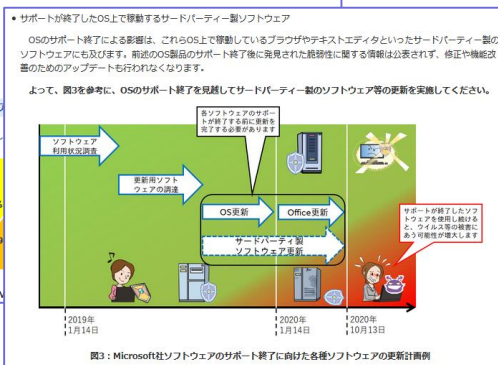 • サポートが終了したOS上で稼働するサードパーティー製ソフトウェア
OSのサポート終了による影響は、これらOS上で稼働しているブラウザやテキストエディタといったサードパーティー製の
ソフトウェアにも及びます。前述のOS製品のサポート終了後に発見された脆弱性に関する情報は公表されず、修正や機能改
善のためのアップデートも行われなくなります。
よって、図3を参考に、OSのサポート終了を見越してサードパーティー製のソフトウェア等の更新を実施してください。
各ソフトウェアのサポー
トが終了する前に更新を
完了する必要があります
ソフトウェア
利用状況調査
更新用ソフト
ウェアの調達
OS更新
Office更新
サードパーティ製
ソフトウェア更新
サポートが終了したソフ
トウェアを使用し続ける
と、ウイルス等の被害に
あう可能性が増大します
2019年
1月14日
2020年
1月14日
2020年
10月13日
図3：Microsoft社ソフトウェアのサポート終了に向けた各種ソフトウェアの更新計画例